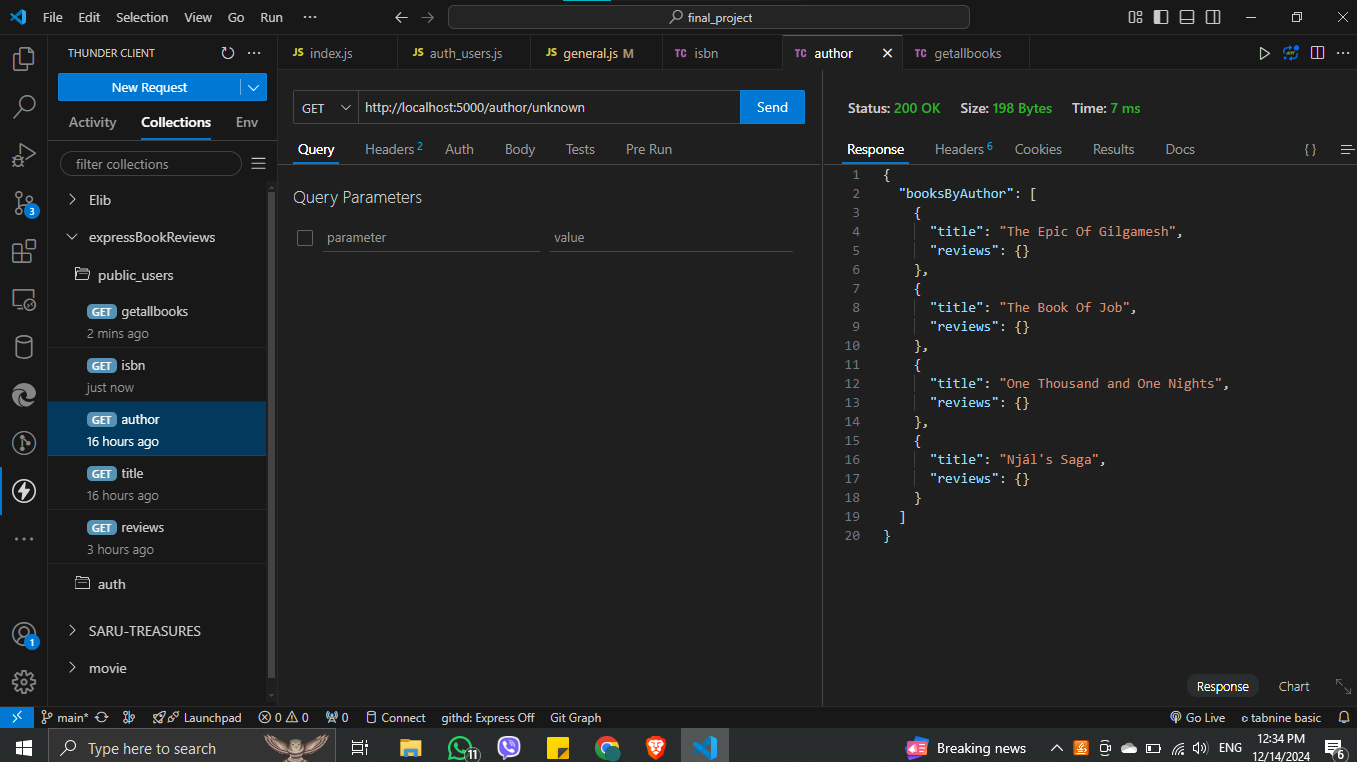 File Edit Selection View Go Run ··· final_project
THUNDER CLIENT ···
JS index.js JS auth_users.js JS general.js M TC isbn TC author TC getallbooks ···
New Request
Activity Collections Env
filter collections
Elib
expressBookReviews
public_users
GET getallbooks
2 mins ago
GET isbn
just now
GET author
16 hours ago
GET title
16 hours ago
GET reviews
3 hours ago
auth
SARU-TREASURES
movie
3
1
GET http://localhost:5000/author/unknown Send
Query Headers 2 Auth Body Tests Pre Run
Query Parameters
parameter value
Status: 200 OK Size: 198 Bytes Time: 7 ms
Response Headers 6 Cookies Results Docs { }
1 {
2 "booksByAuthor": [
3 {
4 "title": "The Epic Of Gilgamesh",
5 "reviews": {}
6 },
7 {
8 "title": "The Book Of Job",
9 "reviews": {}
10 },
11 {
12 "title": "One Thousand and One Nights",
13 "reviews": {}
14 },
15 {
16 "title": "Njál's Saga",
17 "reviews": {}
18 }
19 ]
20 }
Response Chart
main* Launchpad 0 0 0 Connect githd: Express Off Git Graph Go Live tabnine basic
Type here to search 11 Breaking news ENG 12:34 PM
12/14/2024 6